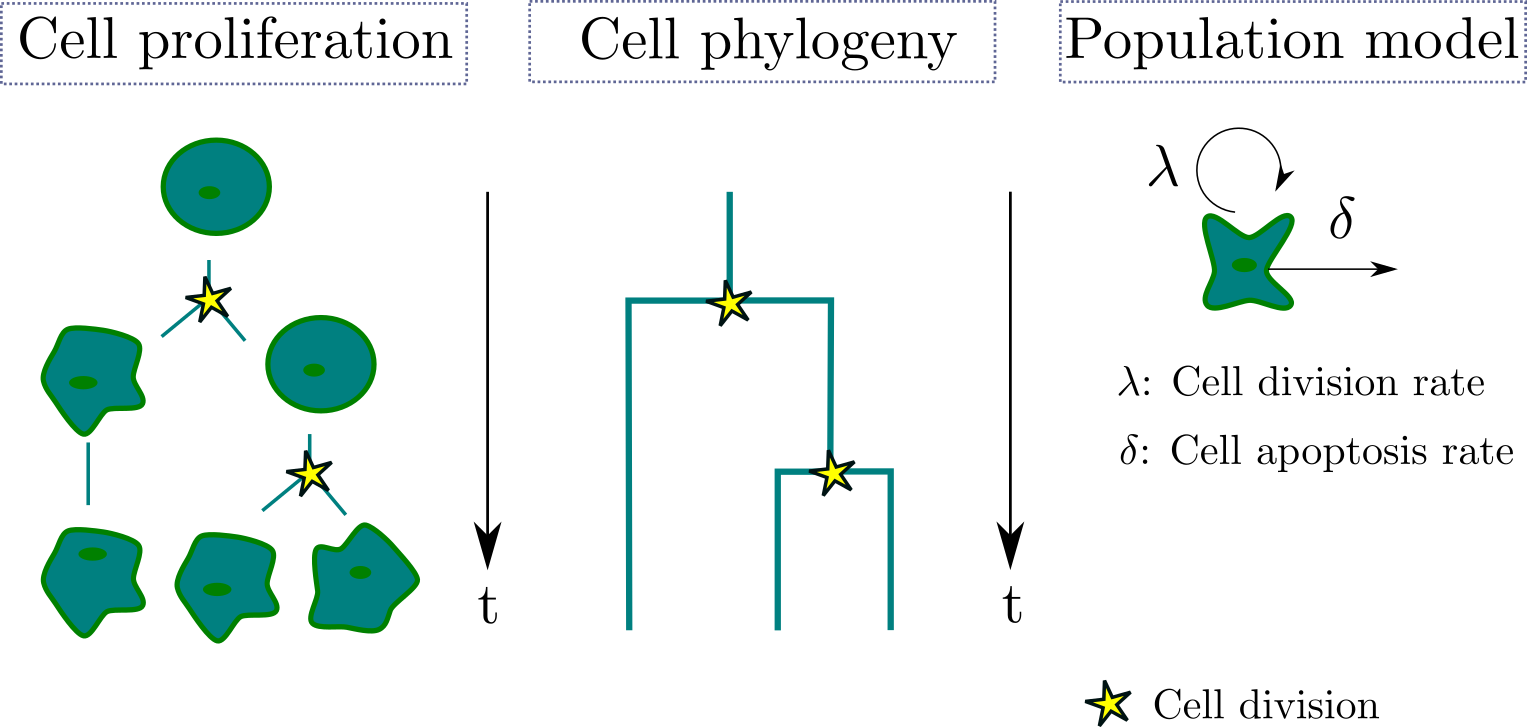 Cell proliferation
Cell phylogeny
Population model
λ
δ
λ: Cell division rate
δ: Cell apoptosis rate
t
t
Cell division